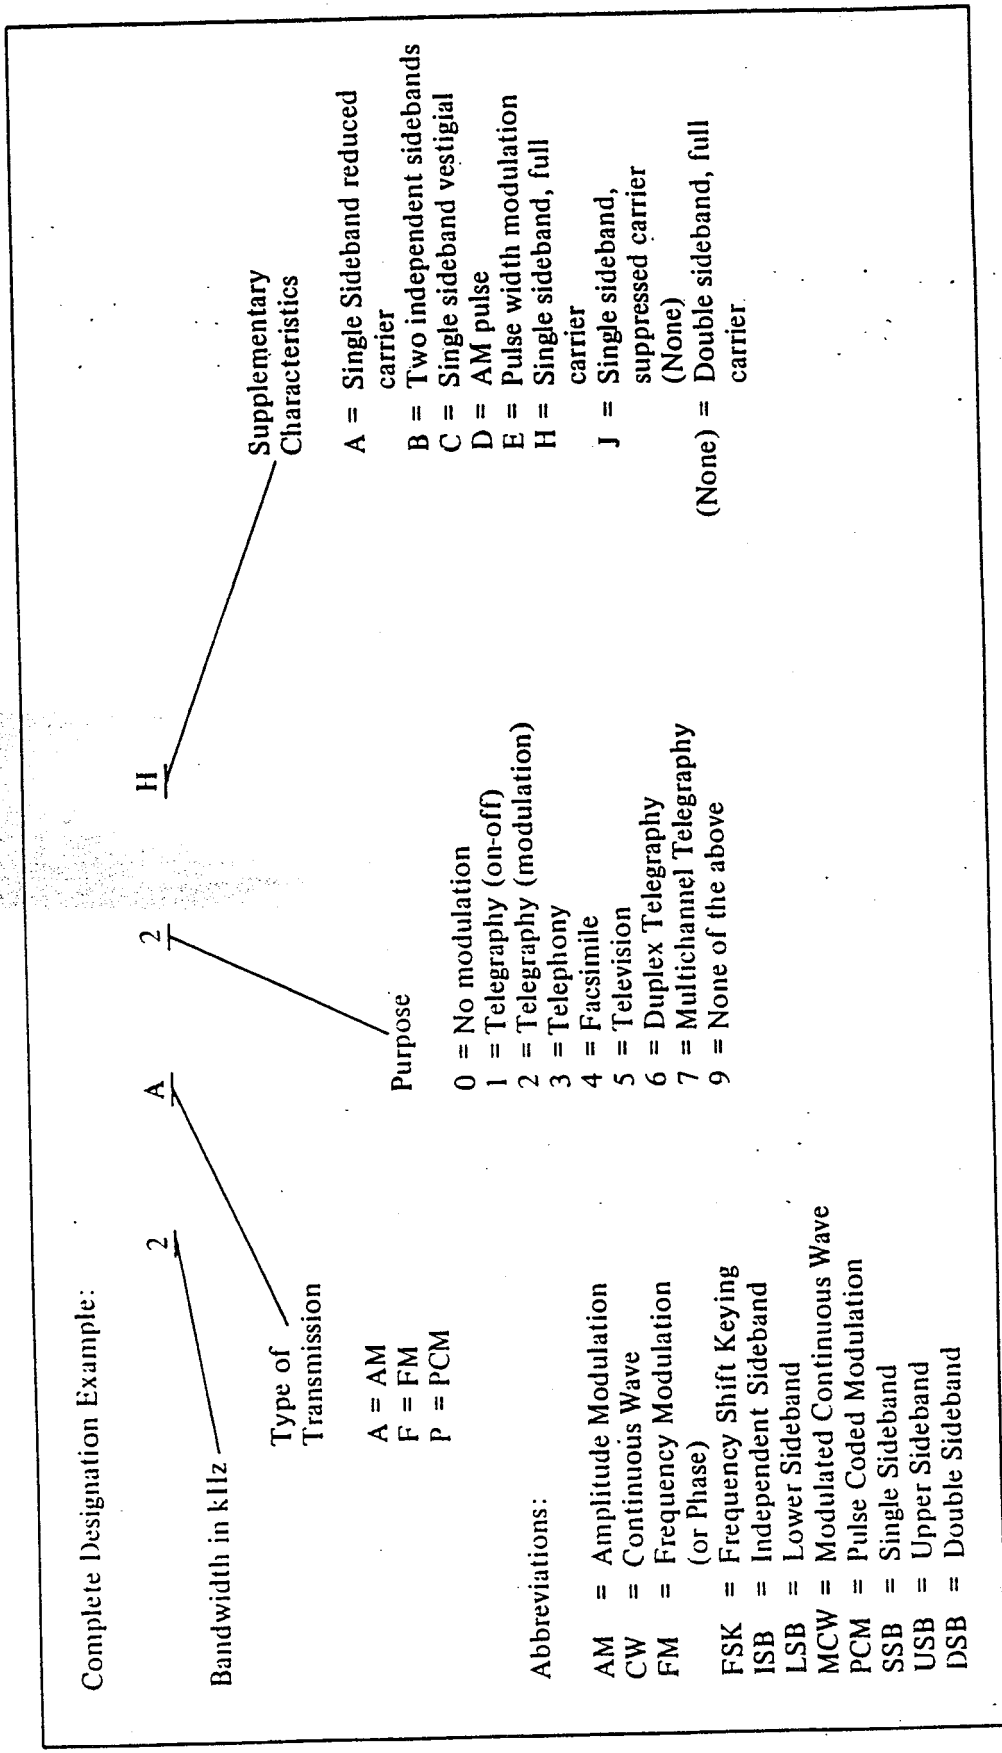 Complete Designation Example:
2 A 2 H
Bandwidth in kHz
Type of
Transmission
A = AM
F = FM
P = PCM
Purpose
0 = No modulation
1 = Telegraphy (on-off)
2 = Telegraphy (modulation)
3 = Telephony
4 = Facsimile
5 = Television
6 = Duplex Telegraphy
7 = Multichannel Telegraphy
9 = None of the above
Supplementary
Characteristics
A = Single Sideband reduced
carrier
B = Two independent sidebands
C = Single sideband vestigial
D = AM pulse
E = Pulse width modulation
H = Single sideband, full
carrier
J = Single sideband,
suppressed carrier
(None)
(None) = Double sideband, full
carrier
Abbreviations:
AM = Amplitude Modulation
CW = Continuous Wave
FM = Frequency Modulation
(or Phase)
FSK = Frequency Shift Keying
ISB = Independent Sideband
LSB = Lower Sideband
MCW = Modulated Continuous Wave
PCM = Pulse Coded Modulation
SSB = Single Sideband
USB = Upper Sideband
DSB = Double Sideband